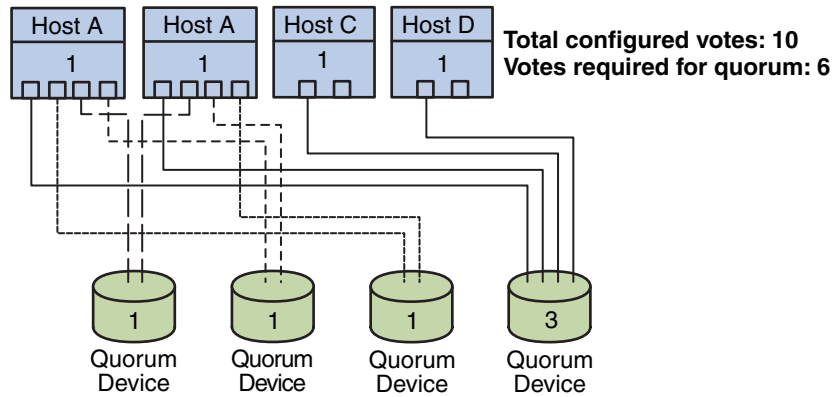 Host A
Host A
Host C
Host D
1
1
1
1
Total configured votes: 10
Votes required for quorum: 6
1
1
1
3
Quorum
Device
Quorum
Device
Quorum
Device
Quorum
Device